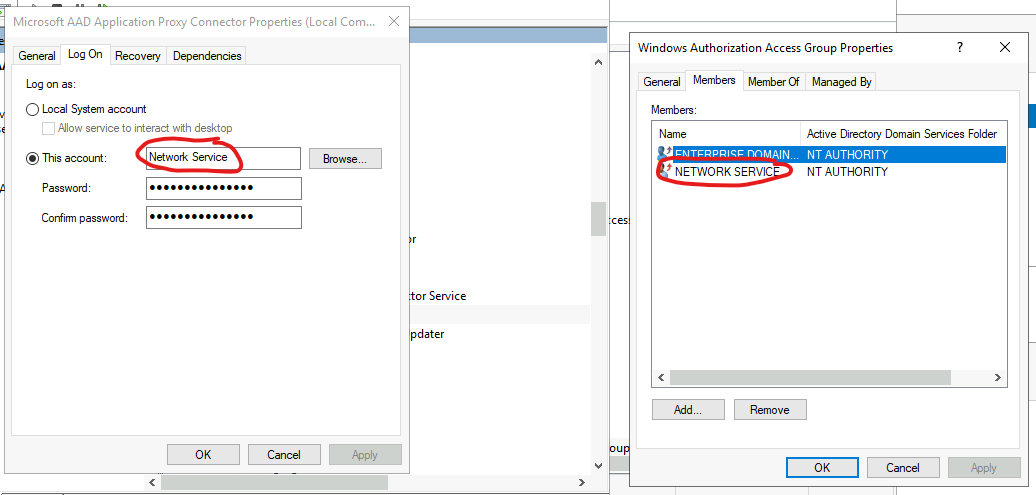 Microsoft AAD Application Proxy Connector Properties (Local Com...
General
Log On
Recovery
Dependencies
Log on as:
Local System account
Allow service to interact with desktop
This account:
Network Service
Browse...
Password:
•••••••••••••••
Confirm password:
•••••••••••••••
OK
Cancel
Apply
ctor Service
pdater
Windows Authorization Access Group Properties
?
General
Members
Member Of
Managed By
Members:
Name
Active Directory Domain Services Folder
ENTERPRISE DOMAIN...
NT AUTHORITY
NETWORK SERVICE
NT AUTHORITY
Add...
Remove
OK
Cancel
Apply